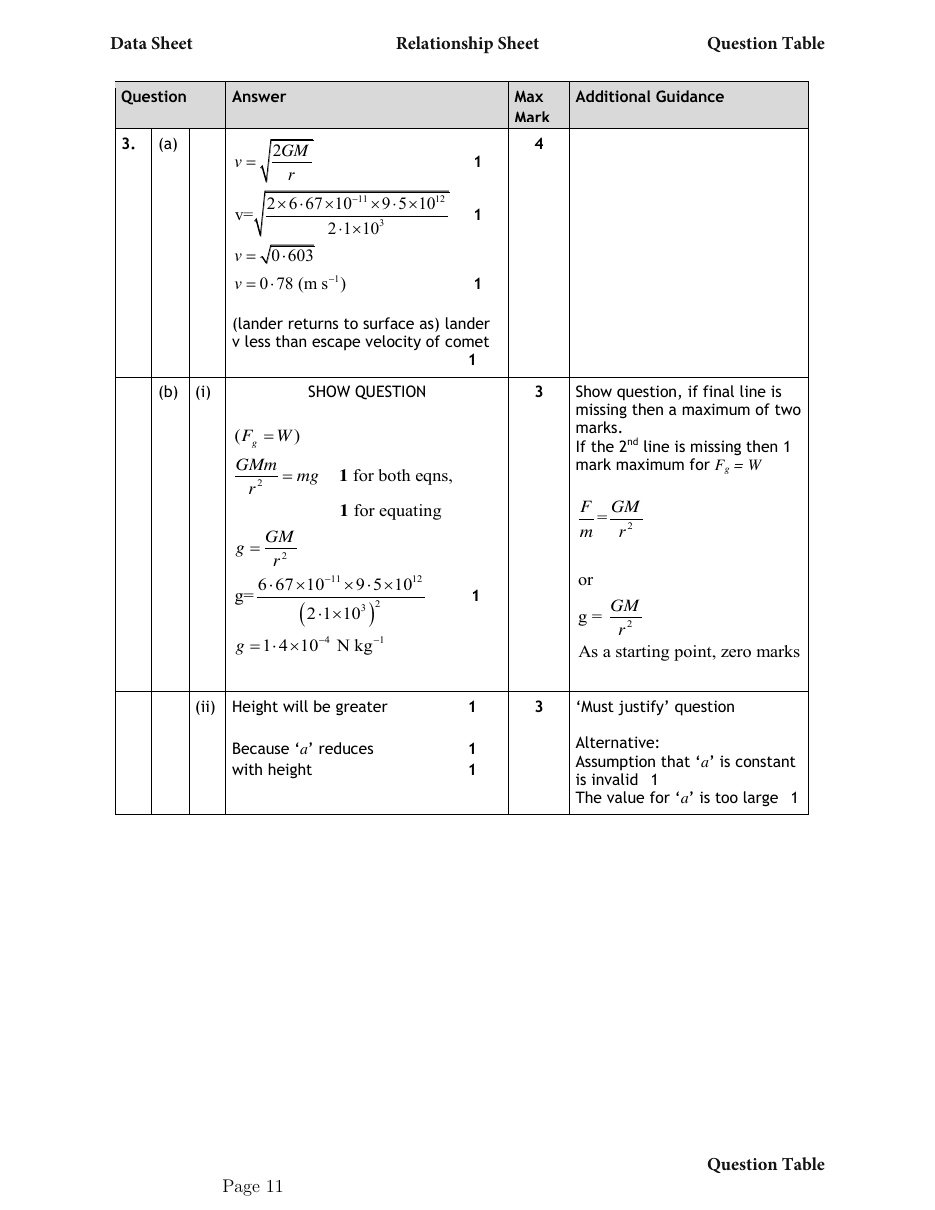 Data Sheet Relationship Sheet Question Table
Question Answer Max Mark Additional Guidance
3. (a) 4
v = √(2GM / r) 1
v= √(2×6·67×10⁻¹¹×9·5×10¹² / 2·1×10³) 1
v = √0·603
v = 0·78 (m s⁻¹) 1
(lander returns to surface as) lander
v less than escape velocity of comet
1
(b) (i) SHOW QUESTION 3
(F_g = W)
GMm / r² = mg 1 for both eqns,
1 for equating
g = GM / r²
g= 6·67×10⁻¹¹×9·5×10¹² / (2·1×10³)² 1
g = 1·4×10⁻⁴ N kg⁻¹
Show question, if final line is
missing then a maximum of two
marks.
If the 2nd line is missing then 1
mark maximum for F_g = W
F / m = GM / r²
or
g = GM / r²
As a starting point, zero marks
(ii) Height will be greater 1 3
Because ‘a’ reduces 1
with height 1
‘Must justify’ question
Alternative:
Assumption that ‘a’ is constant
is invalid 1
The value for ‘a’ is too large 1
Question Table
Page 11